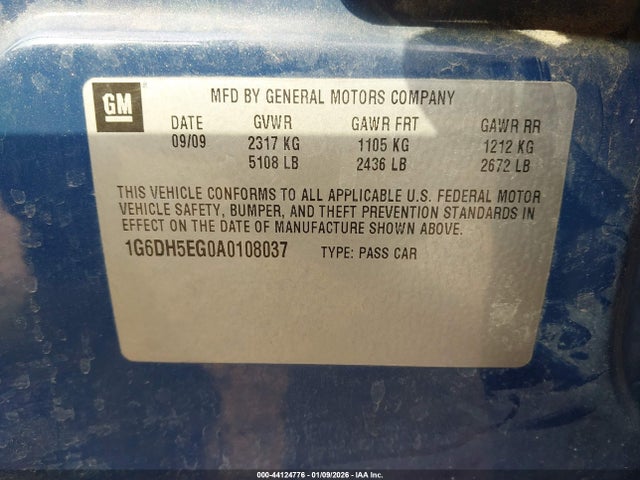 GM
MFD BY GENERAL MOTORS COMPANY
DATE GVWR GAWR FRT GAWR RR
09/09 2317 KG 1105 KG 1212 KG
5108 LB 2436 LB 2672 LB
THIS VEHICLE CONFORMS TO ALL APPLICABLE U.S. FEDERAL MOTOR
VEHICLE SAFETY, BUMPER, AND THEFT PREVENTION STANDARDS IN
EFFECT ON THE DATE OF MANUFACTURE SHOWN ABOVE.
1G6DH5EG0A0108037 TYPE: PASS CAR
000-44124776 - 01/09/2026 - IAA Inc.